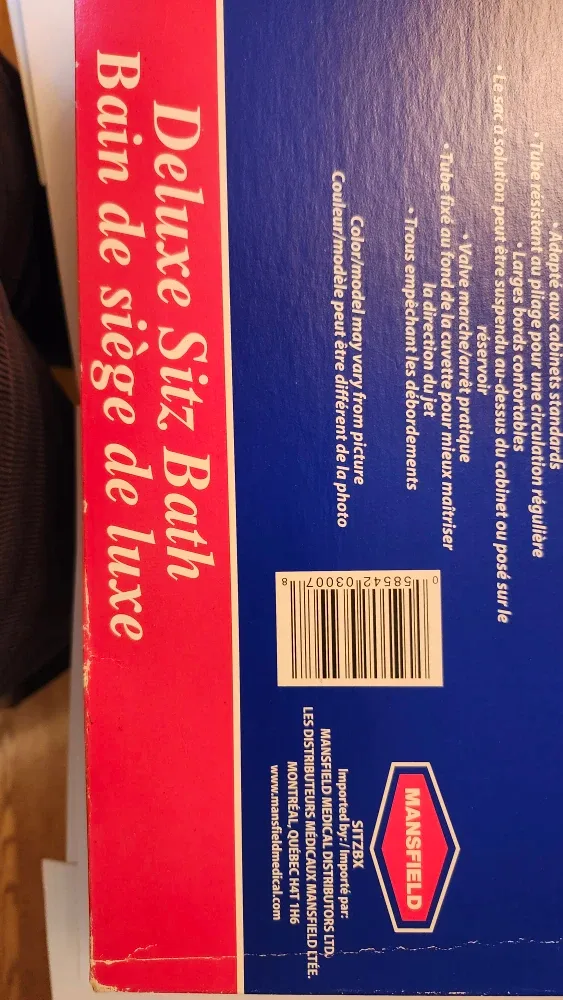 • Adapté aux cabinets standards
• Tube résistant au pliage pour une circulation régulière
• Larges bords confortables
• Le sac à solution peut être suspendu au-dessus du cabinet ou posé sur le
réservoir
• Valve marche/arrêt pratique
• Tube fixé au fond de la cuvette pour mieux maîtriser
la direction du jet
• Trous empêchant les débordements
Color/model may vary from picture
Couleur/modèle peut être différent de la photo
0 58542 03007 8
MANSFIELD
SITZBX
Imported by: / Importé par:
MANSFIELD MEDICAL DISTRIBUTORS LTD.
LES DISTRIBUTEURS MÉDICAUX MANSFIELD LTÉE.
MONTRÉAL, QUÉBEC H4T 1H6
www.mansfieldmedical.com
Deluxe Sitz Bath
Bain de siège de luxe